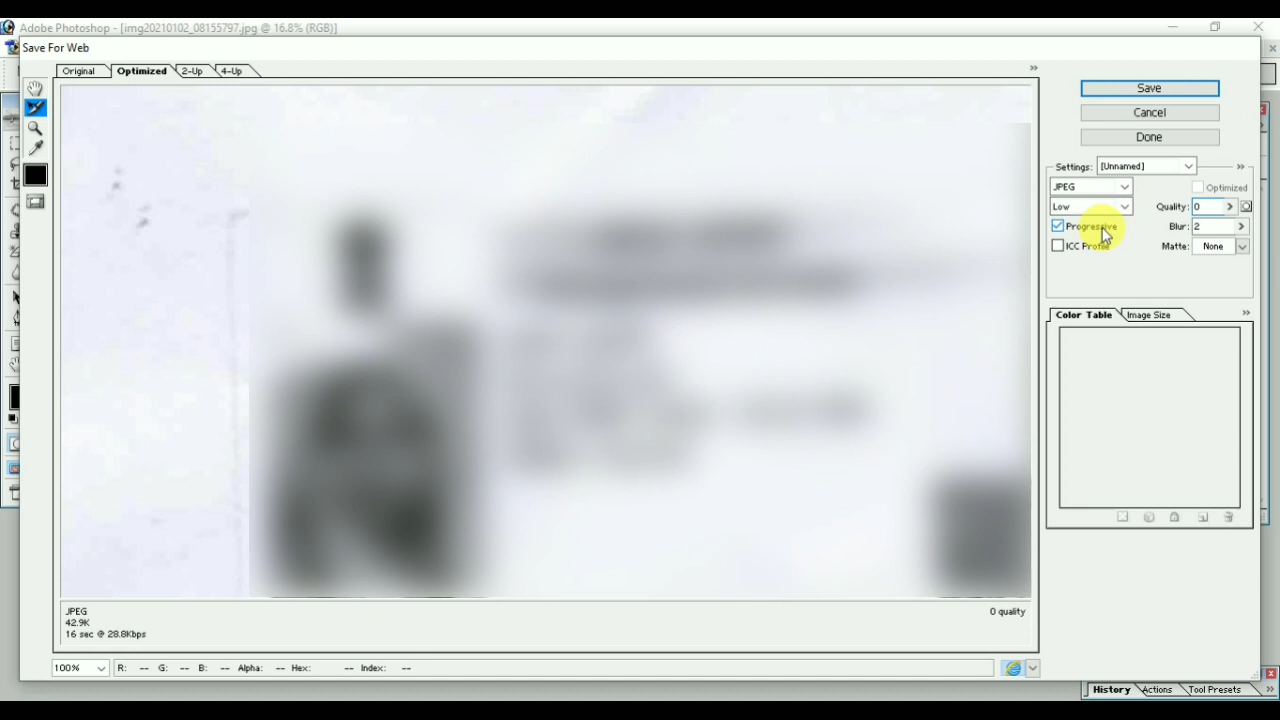 Adobe Photoshop - [img20210102_08155797.jpg @ 16.8% (RGB)]
Save For Web
Original Optimized 2-Up 4-Up
Save
Cancel
Done
Settings: [Unnamed]
JPEG Optimized
Low Quality: 0
Progressive Blur: 2
ICC Profile Matte: None
Color Table Image Size
JPEG 0 quality
42.9K
16 sec @ 28.8Kbps
100% R: -- G: -- B: -- Alpha: -- Hex: -- Index: --
History Actions Tool Presets